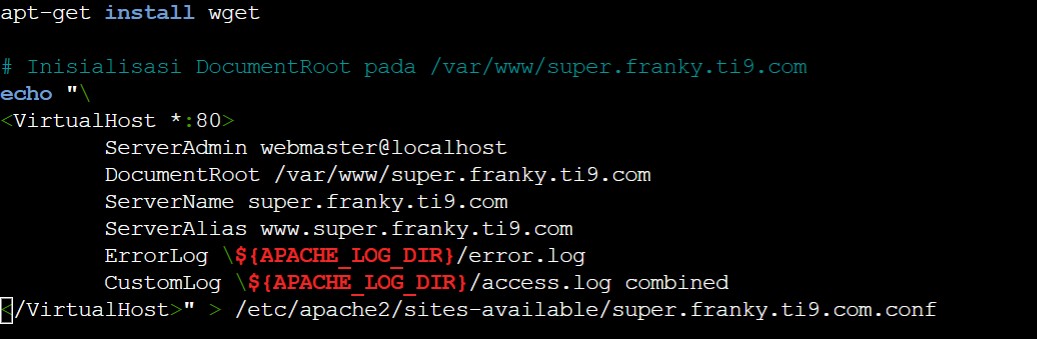 apt-get install wget
# Inisialisasi DocumentRoot pada /var/www/super.franky.ti9.com
echo "\
<VirtualHost *:80>
        ServerAdmin webmaster@localhost
        DocumentRoot /var/www/super.franky.ti9.com
        ServerName super.franky.ti9.com
        ServerAlias www.super.franky.ti9.com
        ErrorLog \${APACHE_LOG_DIR}/error.log
        CustomLog \${APACHE_LOG_DIR}/access.log combined
</VirtualHost>" > /etc/apache2/sites-available/super.franky.ti9.com.conf